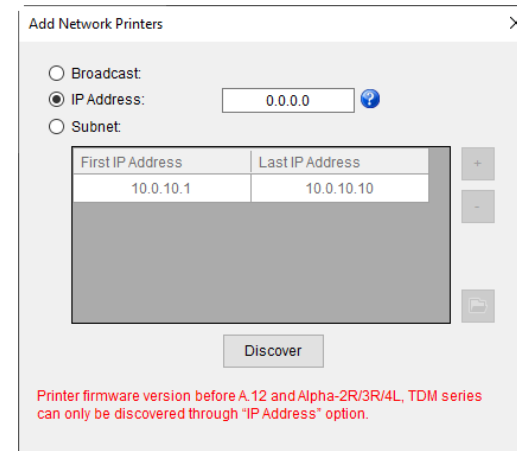 Add Network Printers
Broadcast:
IP Address: 0.0.0.0 ?
Subnet:
First IP Address Last IP Address
10.0.10.1 10.0.10.10
+
-
Discover
Printer firmware version before A.12 and Alpha-2R/3R/4L, TDM series
can only be discovered through “IP Address” option.